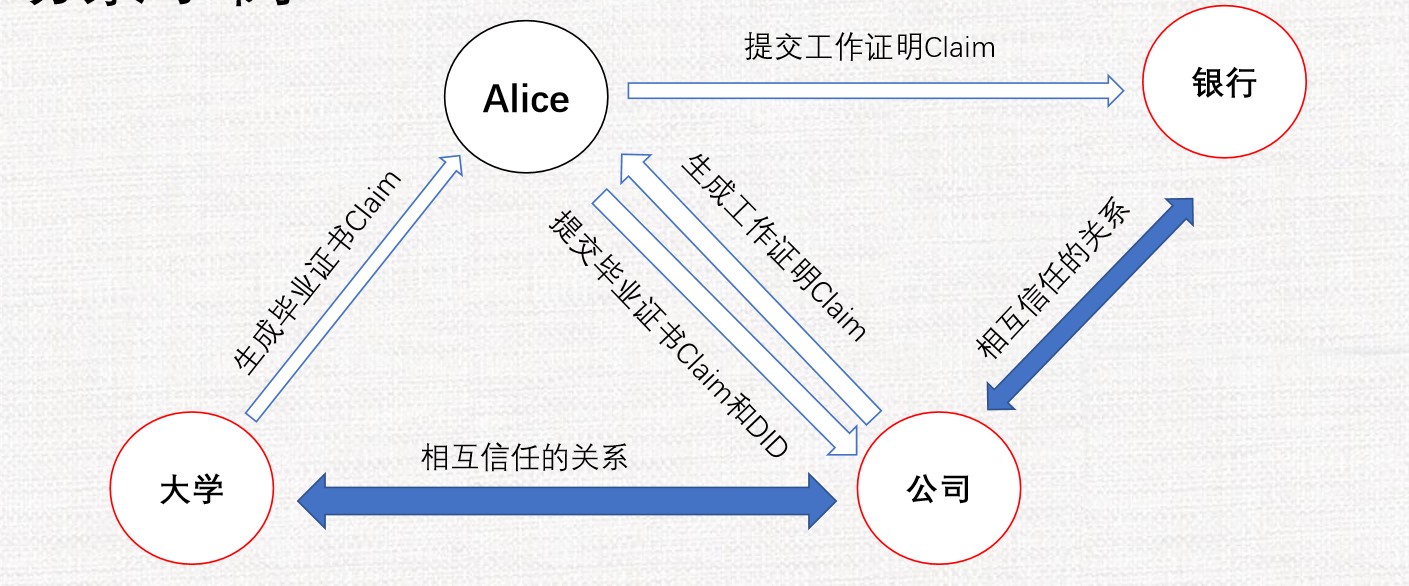 提交工作证明Claim
Alice
银行
生成毕业证书Claim
生成工作证明Claim
提交毕业证书Claim和DID
相互信任的关系
相互信任的关系
大学
公司